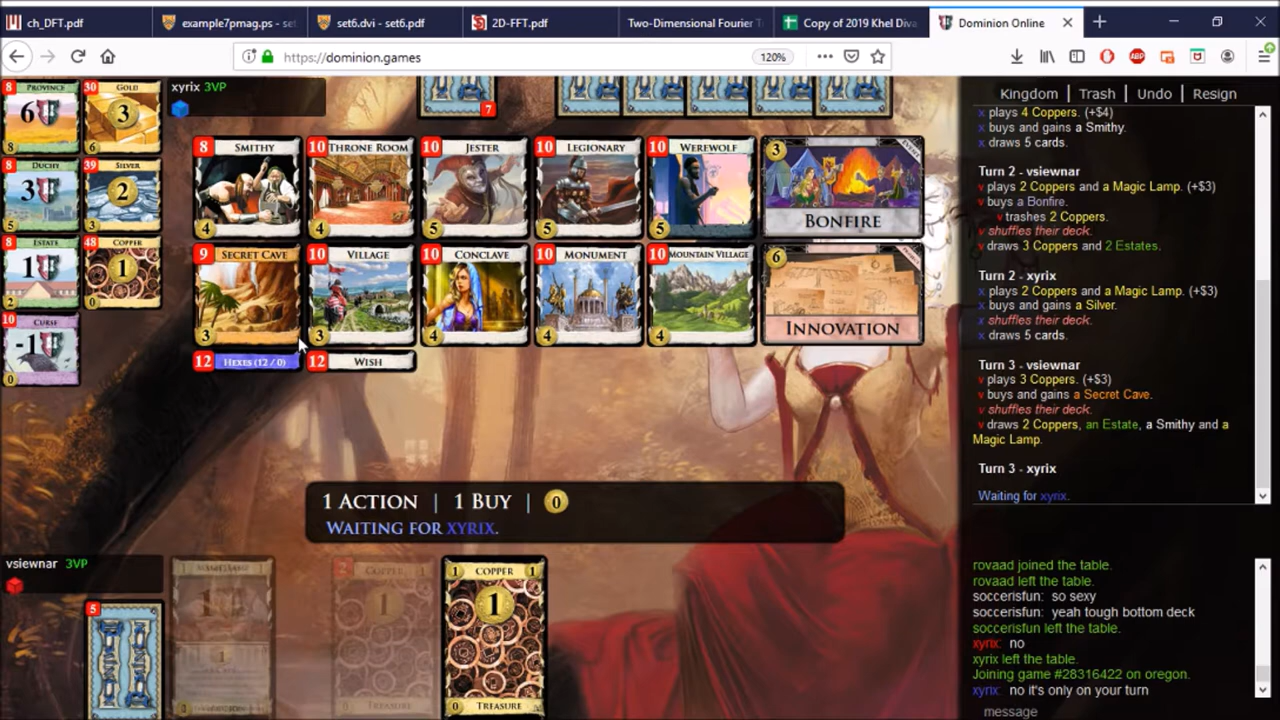 ch_DFT.pdf
example7pmag.ps - set
set6.dvi - set6.pdf
2D-FFT.pdf
Two-Dimensional Fourier T
Copy of 2019 Khel Diva
Dominion Online
https://dominion.games
120%
8 PROVINCE 6 8
30 GOLD 3 6
xyrix 3VP
7
8 DUCHY 3 5
39 SILVER 2 3
8 ESTATE 1 2
48 COPPER 1 0
10 CURSE -1 0
8 SMITHY 4
10 THRONE ROOM 4
10 JESTER 5
10 LEGIONARY 5
10 WEREWOLF 5
3 BONFIRE
9 SECRET CAVE 3
10 VILLAGE 3
10 CONCLAVE 4
10 MONUMENT 4
10 MOUNTAIN VILLAGE 4
6 INNOVATION
12 HEXES (12 / 0)
12 WISH
1 ACTION | 1 BUY | 0
WAITING FOR XYRIX.
vsiewnar 3VP
5
COPPER
1
TREASURE
1 COPPER 1
1
0 TREASURE
Kingdom | Trash | Undo | Resign
x plays 4 Coppers. (+$4)
x buys and gains a Smithy.
x draws 5 cards.
Turn 2 - vsiewnar
v plays 2 Coppers and a Magic Lamp. (+$3)
v buys a Bonfire.
v trashes 2 Coppers.
v shuffles their deck.
v draws 3 Coppers and 2 Estates.
Turn 2 - xyrix
x plays 2 Coppers and a Magic Lamp. (+$3)
x buys and gains a Silver.
x shuffles their deck.
x draws 5 cards.
Turn 3 - vsiewnar
v plays 3 Coppers. (+$3)
v buys and gains a Secret Cave.
v shuffles their deck.
v draws 2 Coppers, an Estate, a Smithy and a
Magic Lamp.
Turn 3 - xyrix
Waiting for xyrix.
rovaad joined the table.
rovaad left the table.
soccerisfun: so sexy
soccerisfun: yeah tough bottom deck
soccerisfun left the table.
xyrix: no
xyrix left the table.
Joining game #28316422 on oregon.
xyrix: no it's only on your turn
message